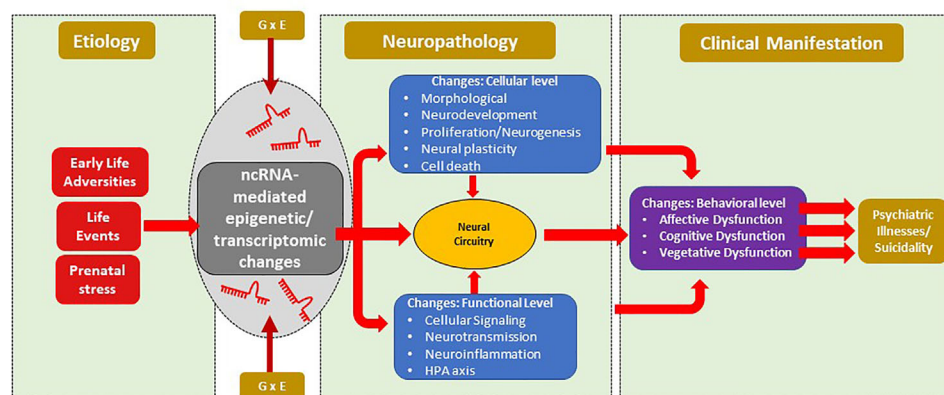 Etiology
G x E
Neuropathology
Clinical Manifestation
Early Life
Adversities
Life
Events
Prenatal
stress
ncRNA-
mediated
epigenetic/
transcriptomic
changes
G x E
Changes: Cellular level
• Morphological
• Neurodevelopment
• Proliferation/Neurogenesis
• Neural plasticity
• Cell death
Neural
Circuitry
Changes: Functional Level
• Cellular Signaling
• Neurotransmission
• Neuroinflammation
• HPA axis
Changes: Behavioral level
• Affective Dysfunction
• Cognitive Dysfunction
• Vegetative Dysfunction
Psychiatric
Illnesses/
Suicidality